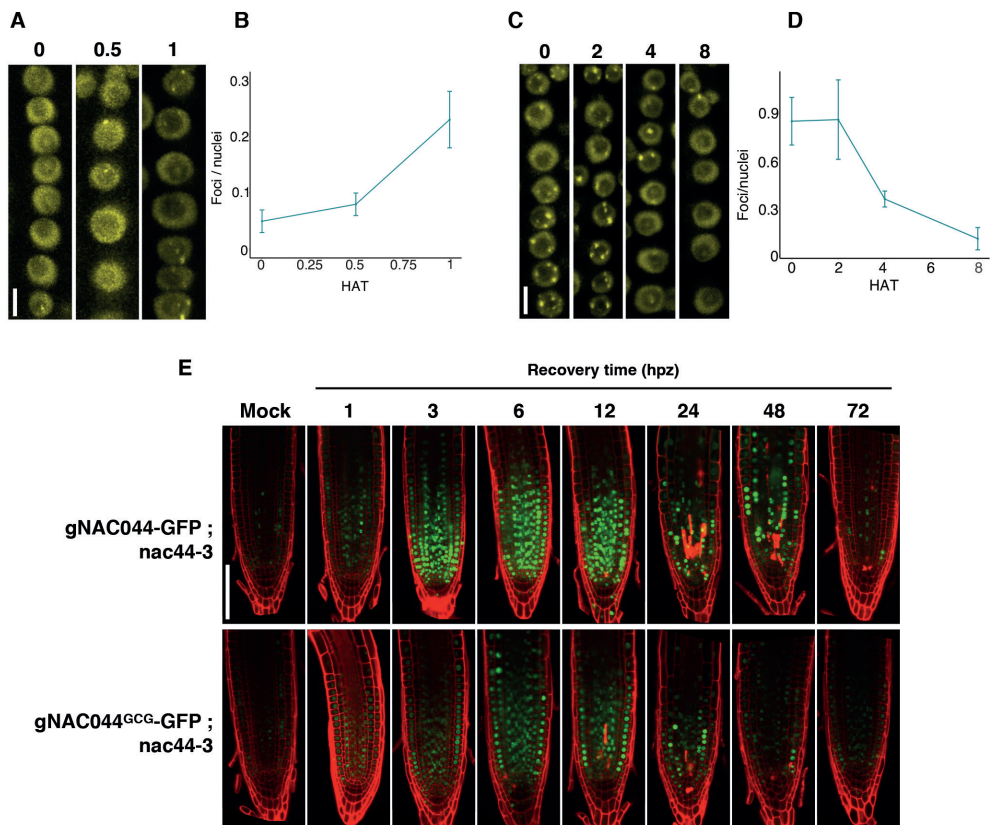 A
0 0.5 1
B
0.3
0.2
0.1
0
Foci / nuclei
0 0.25 0.5 0.75 1
HAT
C
0 2 4 8
D
0.9
0.6
0.3
0
Foci/nuclei
0 2 4 6 8
HAT
E
Recovery time (hpz)
Mock 1 3 6 12 24 48 72
gNAC044-GFP ;
nac44-3
gNAC044ᴳᶜᴳ-GFP ;
nac44-3